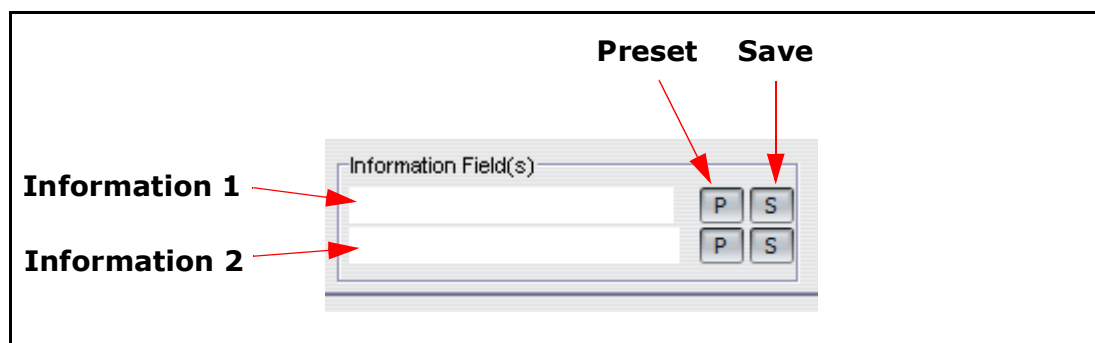 Preset Save
Information Field(s)
Information 1
P S
Information 2
P S